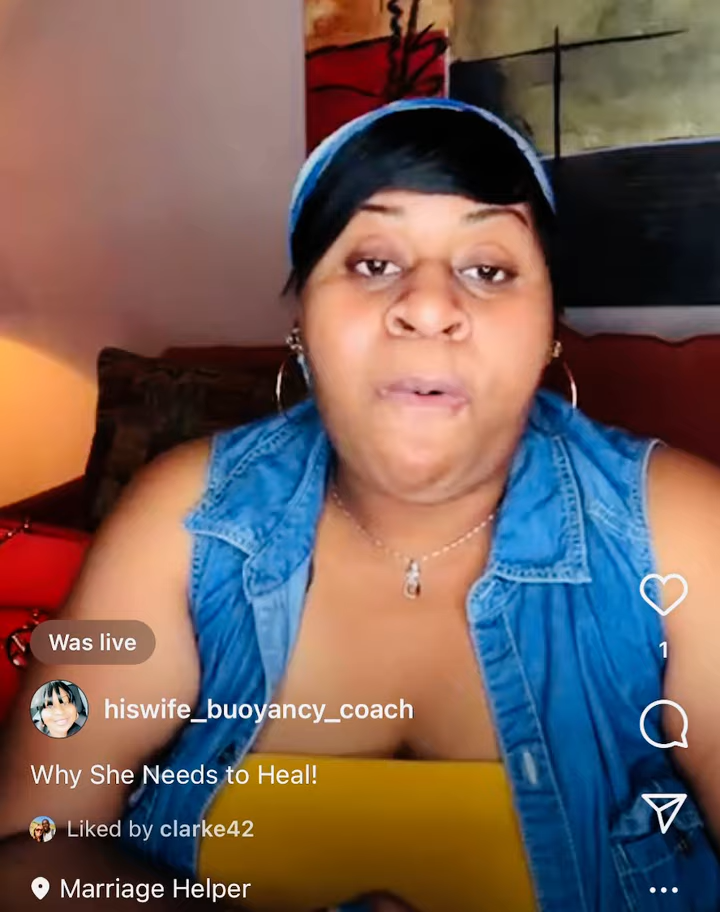 Was live
1
hiswife_buoyancy_coach
Why She Needs to Heal!
Liked by clarke42
Marriage Helper